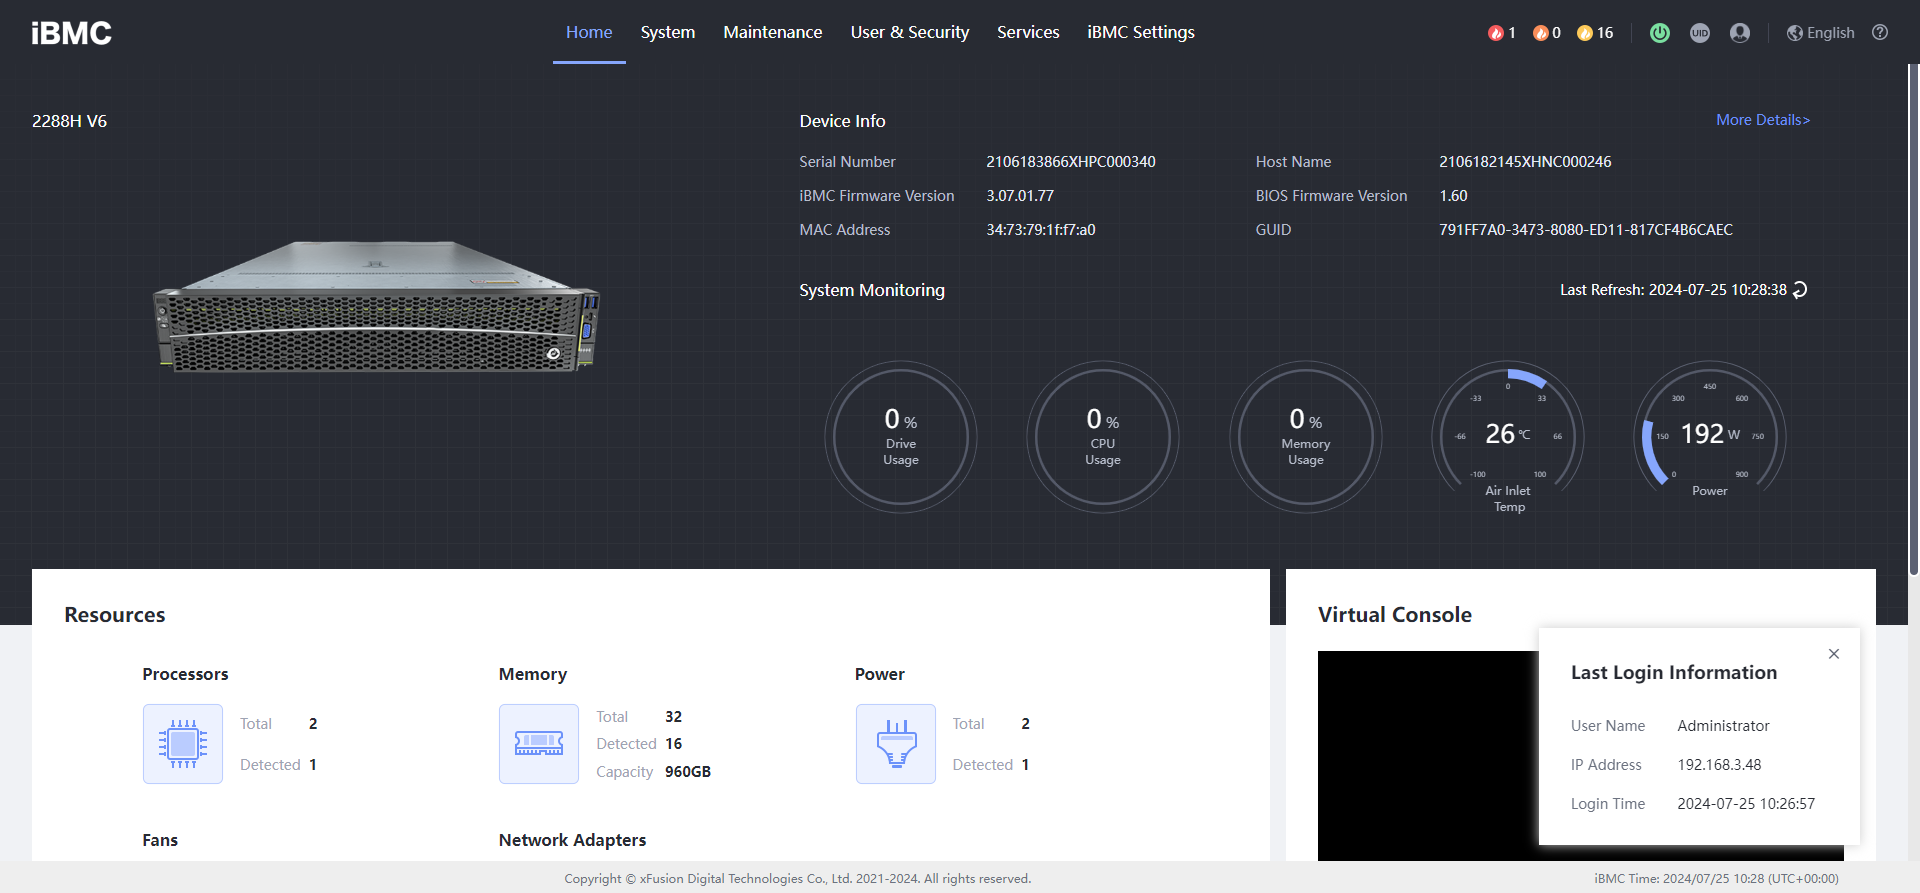 iBMC
Home System Maintenance User & Security Services iBMC Settings
1 0 16 UID English ?
2288H V6
Device Info More Details>
Serial Number 2106183866XHPC000340 Host Name 2106182145XHNC000246
iBMC Firmware Version 3.07.01.77 BIOS Firmware Version 1.60
MAC Address 34:73:79:1f:f7:a0 GUID 791FF7A0-3473-8080-ED11-817CF4B6CAEC
System Monitoring Last Refresh: 2024-07-25 10:28:38
0 %
Drive
Usage
0 %
CPU
Usage
0 %
Memory
Usage
0
-33 33
-66 26 °C 66
-100 100
Air Inlet
Temp
450
300 600
150 192 W 750
0 900
Power
Resources
Processors
Total 2
Detected 1
Memory
Total 32
Detected 16
Capacity 960GB
Power
Total 2
Detected 1
Fans
Network Adapters
Virtual Console
Last Login Information
User Name Administrator
IP Address 192.168.3.48
Login Time 2024-07-25 10:26:57
Copyright © xFusion Digital Technologies Co., Ltd. 2021-2024. All rights reserved.
iBMC Time: 2024/07/25 10:28 (UTC+00:00)